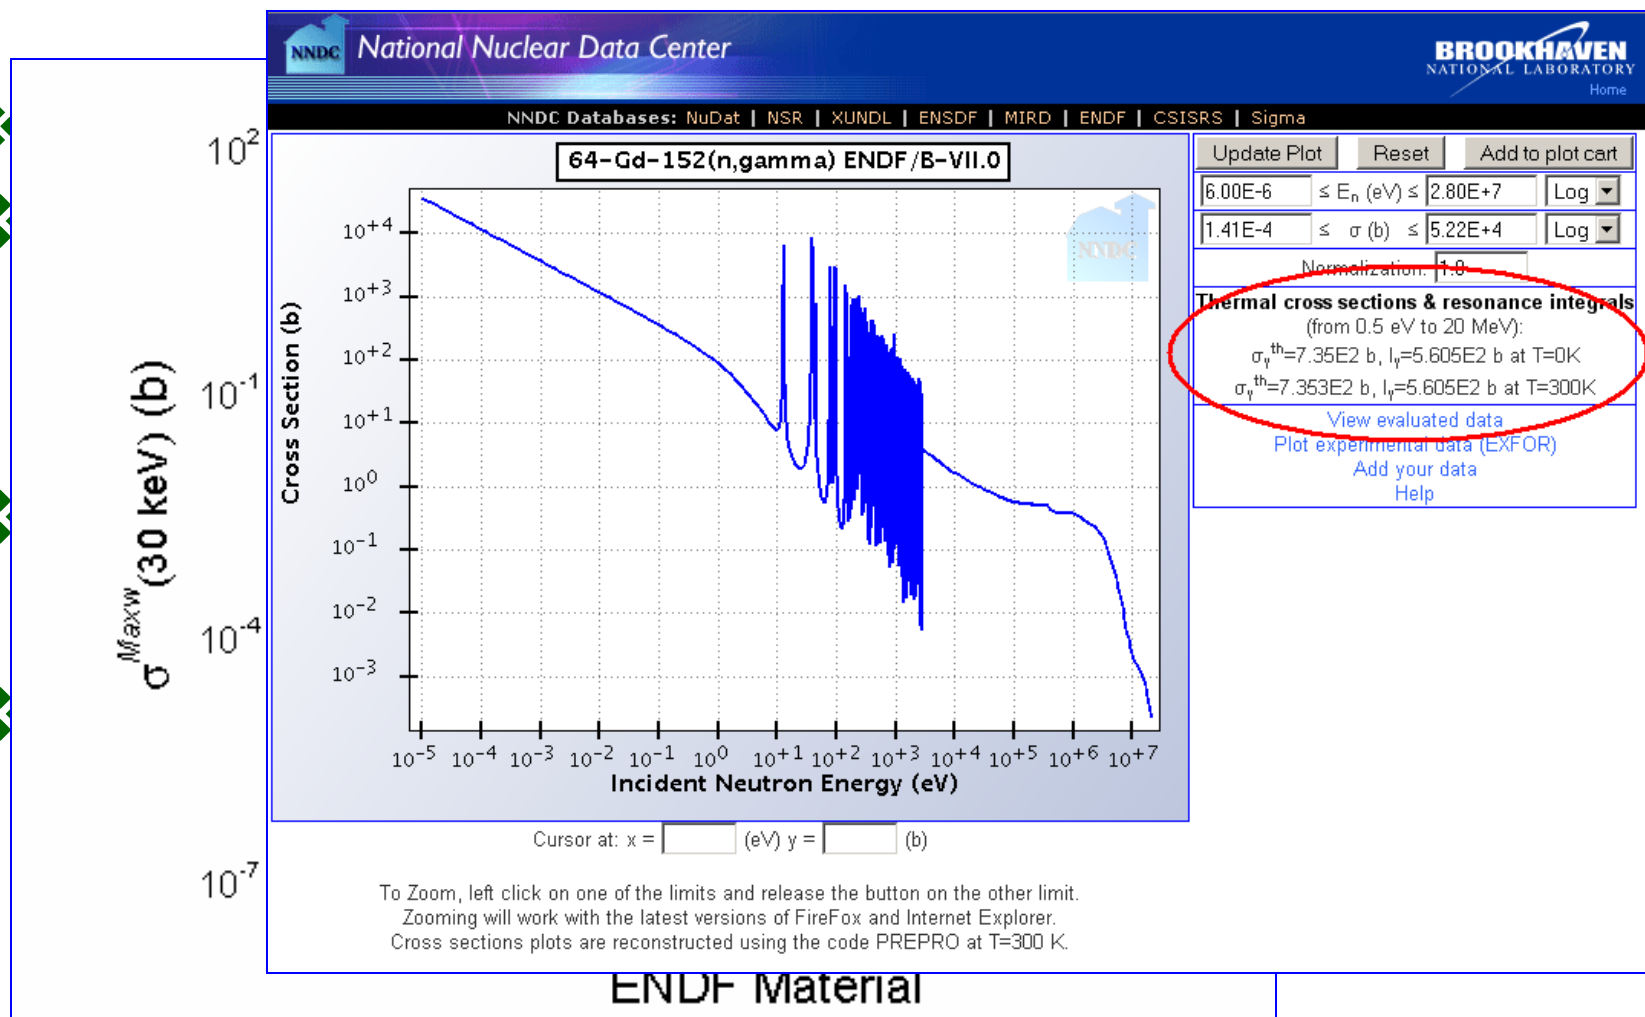 NNDC National Nuclear Data Center
BROOKHAVEN
NATIONAL LABORATORY
Home
NNDC Databases: NuDat | NSR | XUNDL | ENSDF | MIRD | ENDF | CSISRS | Sigma
64-Gd-152(n,gamma) ENDF/B-VII.0
NNDC
Cross Section (b)
10+4
10+3
10+2
10+1
10^0
10-1
10-2
10-3
10-5 10-4 10-3 10-2 10-1 10^0 10+1 10+2 10+3 10+4 10+5 10+6 10+7
Incident Neutron Energy (eV)
Update Plot Reset Add to plot cart
6.00E-6 ≤ En (eV) ≤ 2.80E+7 Log
1.41E-4 ≤ σ (b) ≤ 5.22E+4 Log
Normalization: 1.0
Thermal cross sections & resonance integrals
(from 0.5 eV to 20 MeV):
σγth=7.35E2 b, Iγ=5.605E2 b at T=0K
σγth=7.353E2 b, Iγ=5.605E2 b at T=300K
View evaluated data
Plot experimental data (EXFOR)
Add your data
Help
Cursor at: x = (eV) y = (b)
To Zoom, left click on one of the limits and release the button on the other limit.
Zooming will work with the latest versions of FireFox and Internet Explorer.
Cross sections plots are reconstructed using the code PREPRO at T=300 K.
σMaxw(30 keV) (b)
10^2
10-1
10-4
10-7
ENDF Material